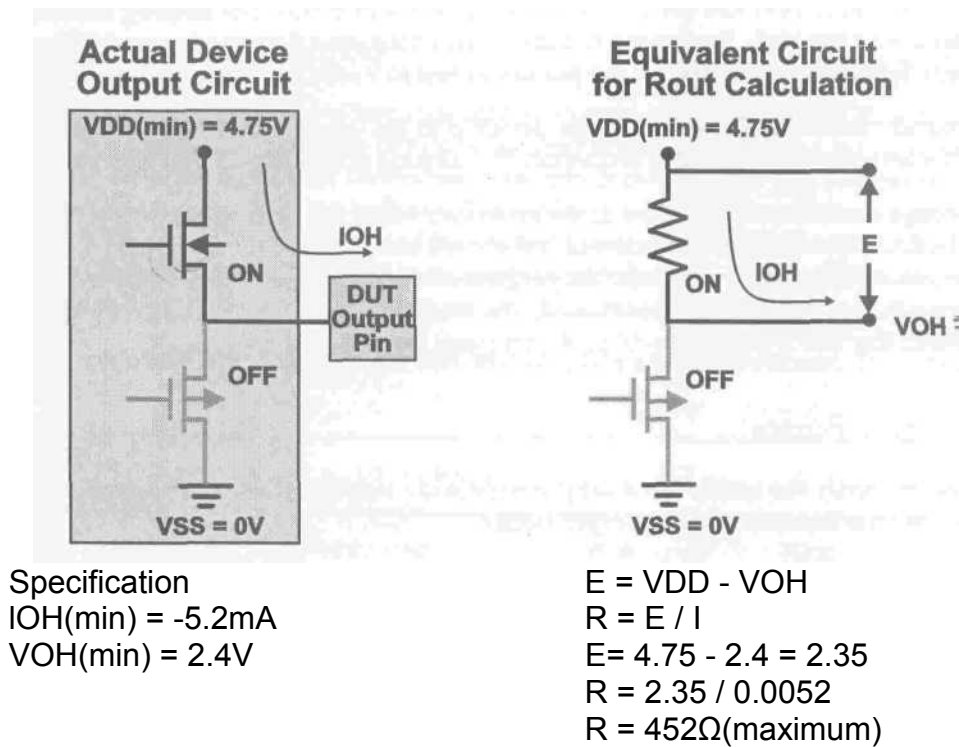 Actual Device
Output Circuit
VDD(min) = 4.75V
IOH
ON
DUT
Output
Pin
OFF
VSS = 0V
Equivalent Circuit
for Rout Calculation
VDD(min) = 4.75V
E
IOH
ON
VOH =
OFF
VSS = 0V
Specification
IOH(min) = -5.2mA
VOH(min) = 2.4V
E = VDD - VOH
R = E / I
E= 4.75 - 2.4 = 2.35
R = 2.35 / 0.0052
R = 452Ω(maximum)